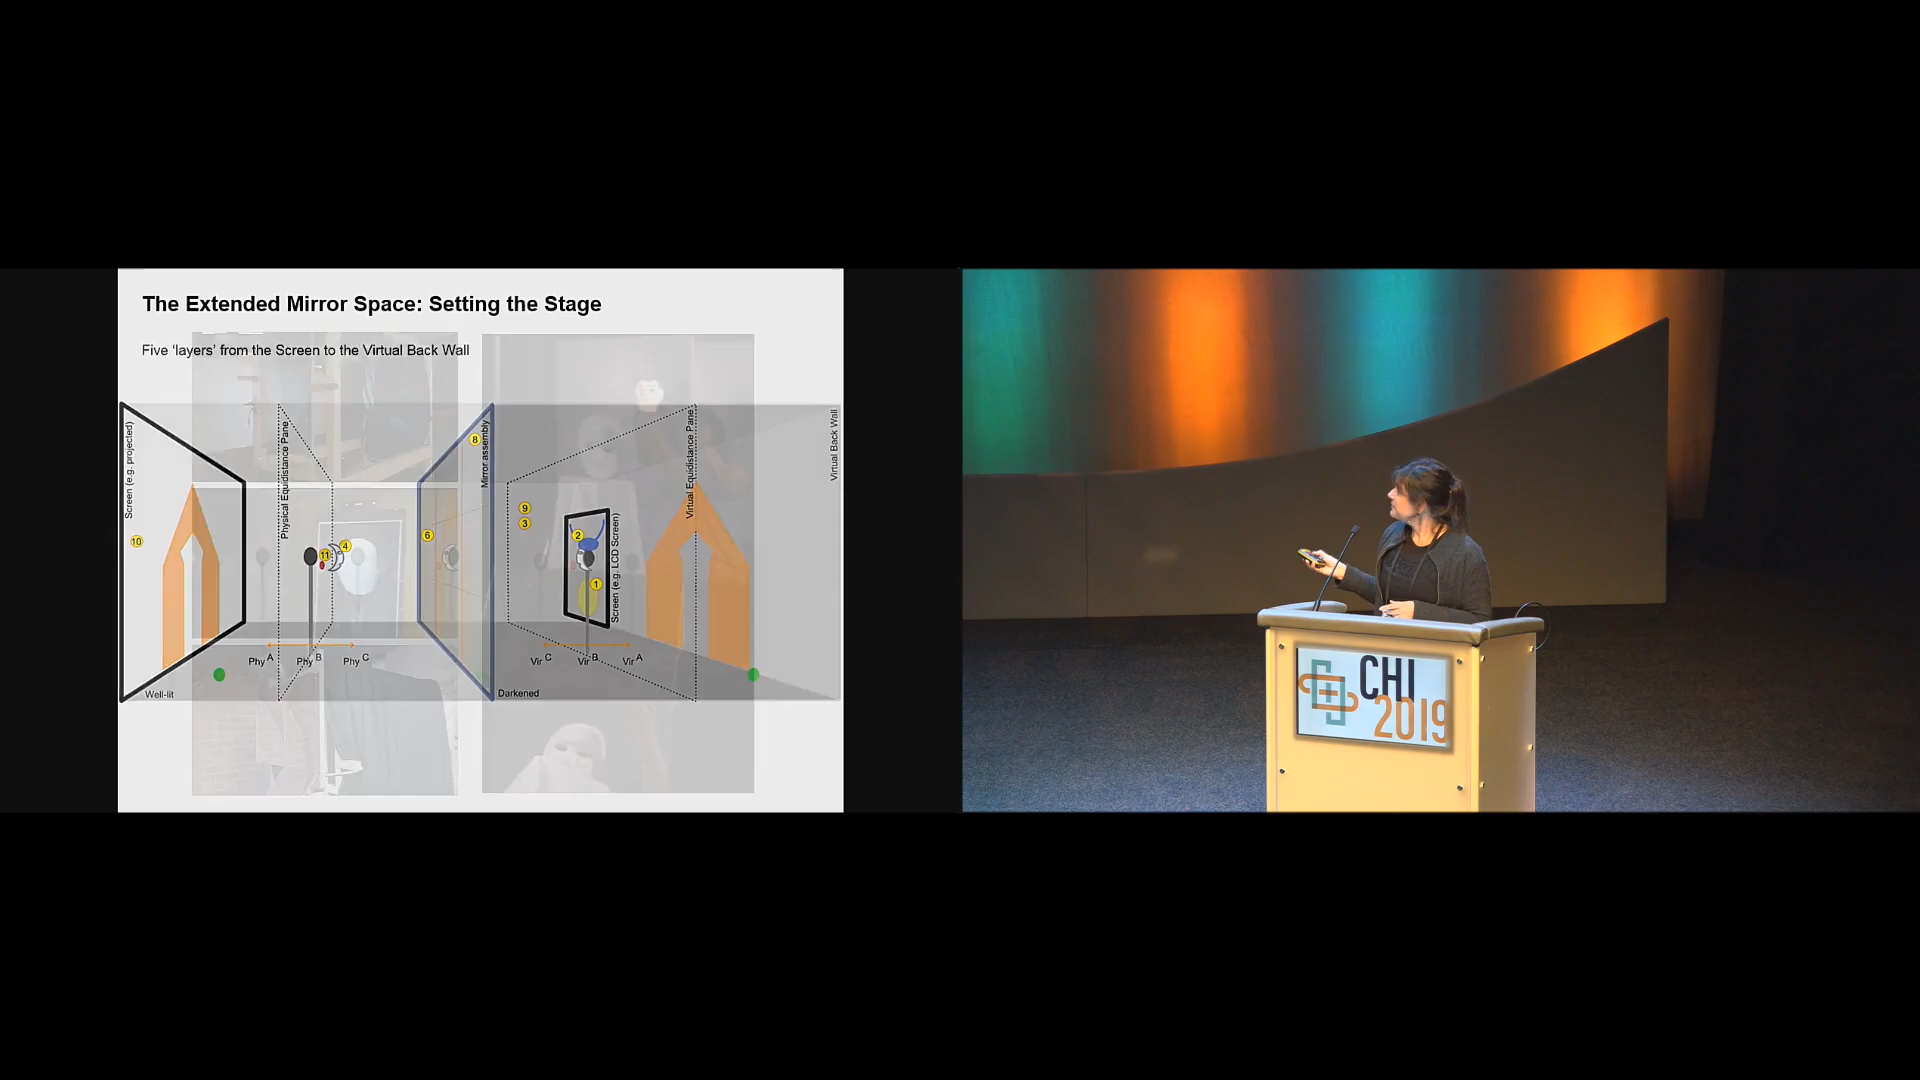 The Extended Mirror Space: Setting the Stage
Five ‘layers’ from the Screen to the Virtual Back Wall
Screen (e.g. projected)
Physical Equidistance Pane
Mirror assembly
Virtual Equidistance Pane
Virtual Back Wall
Screen (e.g. LCD Screen)
8
9
3
10
11
4
6
2
1
Phy A
Phy B
Phy C
Vir C
Vir B
Vir A
Well-lit
Darkened
CHI
2019